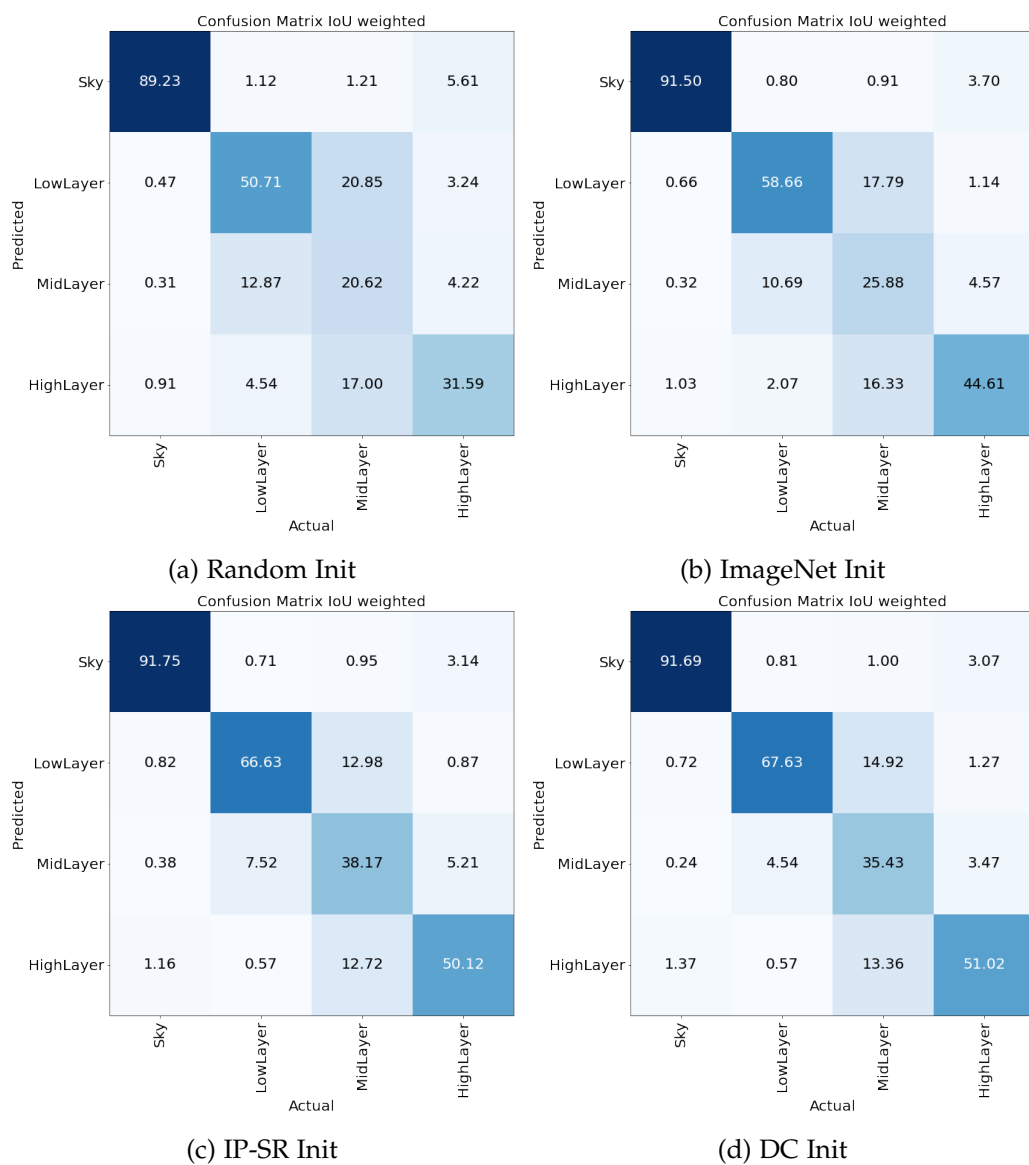 Confusion Matrix IoU weighted
Predicted
Sky 89.23 1.12 1.21 5.61
LowLayer 0.47 50.71 20.85 3.24
MidLayer 0.31 12.87 20.62 4.22
HighLayer 0.91 4.54 17.00 31.59
Sky LowLayer MidLayer HighLayer
Actual
(a) Random Init
Confusion Matrix IoU weighted
Predicted
Sky 91.50 0.80 0.91 3.70
LowLayer 0.66 58.66 17.79 1.14
MidLayer 0.32 10.69 25.88 4.57
HighLayer 1.03 2.07 16.33 44.61
Sky LowLayer MidLayer HighLayer
Actual
(b) ImageNet Init
Confusion Matrix IoU weighted
Predicted
Sky 91.75 0.71 0.95 3.14
LowLayer 0.82 66.63 12.98 0.87
MidLayer 0.38 7.52 38.17 5.21
HighLayer 1.16 0.57 12.72 50.12
Sky LowLayer MidLayer HighLayer
Actual
(c) IP-SR Init
Confusion Matrix IoU weighted
Predicted
Sky 91.69 0.81 1.00 3.07
LowLayer 0.72 67.63 14.92 1.27
MidLayer 0.24 4.54 35.43 3.47
HighLayer 1.37 0.57 13.36 51.02
Sky LowLayer MidLayer HighLayer
Actual
(d) DC Init